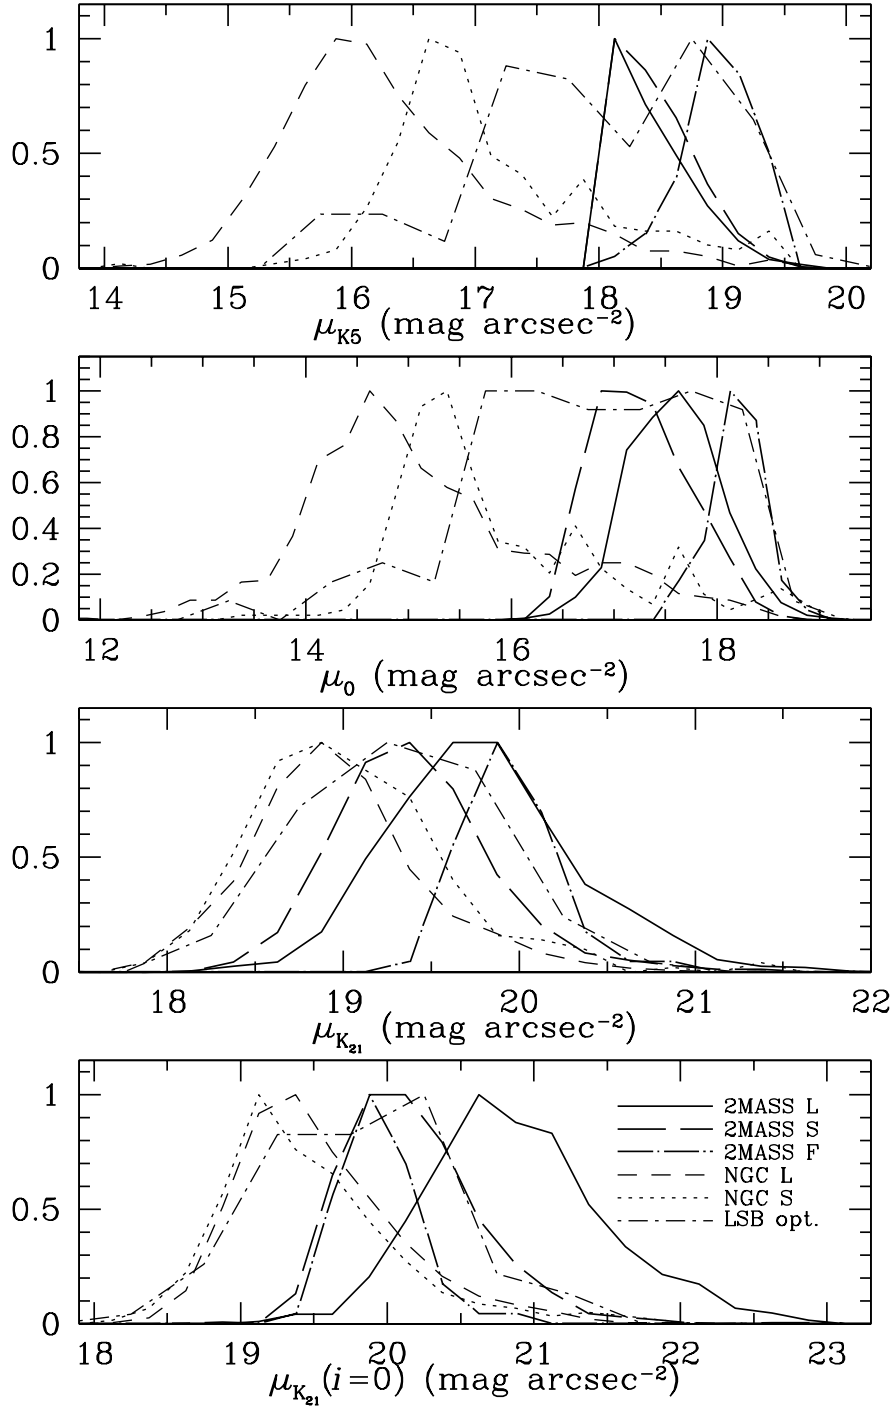 1
0.5
0
14 15 16 17 18 19 20
μK5 (mag arcsec−2)
1
0.8
0.6
0.4
0.2
0
12 14 16 18
μ0 (mag arcsec−2)
1
0.5
0
18 19 20 21 22
μK21 (mag arcsec−2)
1
2MASS L
2MASS S
2MASS F
NGC L
0.5
NGC S
LSB opt.
0
18 19 20 21 22 23
μK21(i=0) (mag arcsec−2)